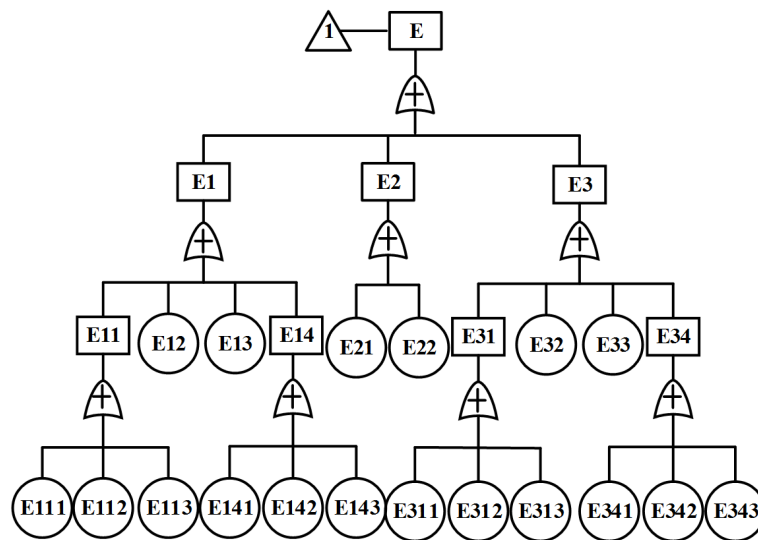 1 E
+
E1 E2 E3
+ + +
E11 E12 E13 E14 E21 E22 E31 E32 E33 E34
+ + + +
E111 E112 E113 E141 E142 E143 E311 E312 E313 E341 E342 E343